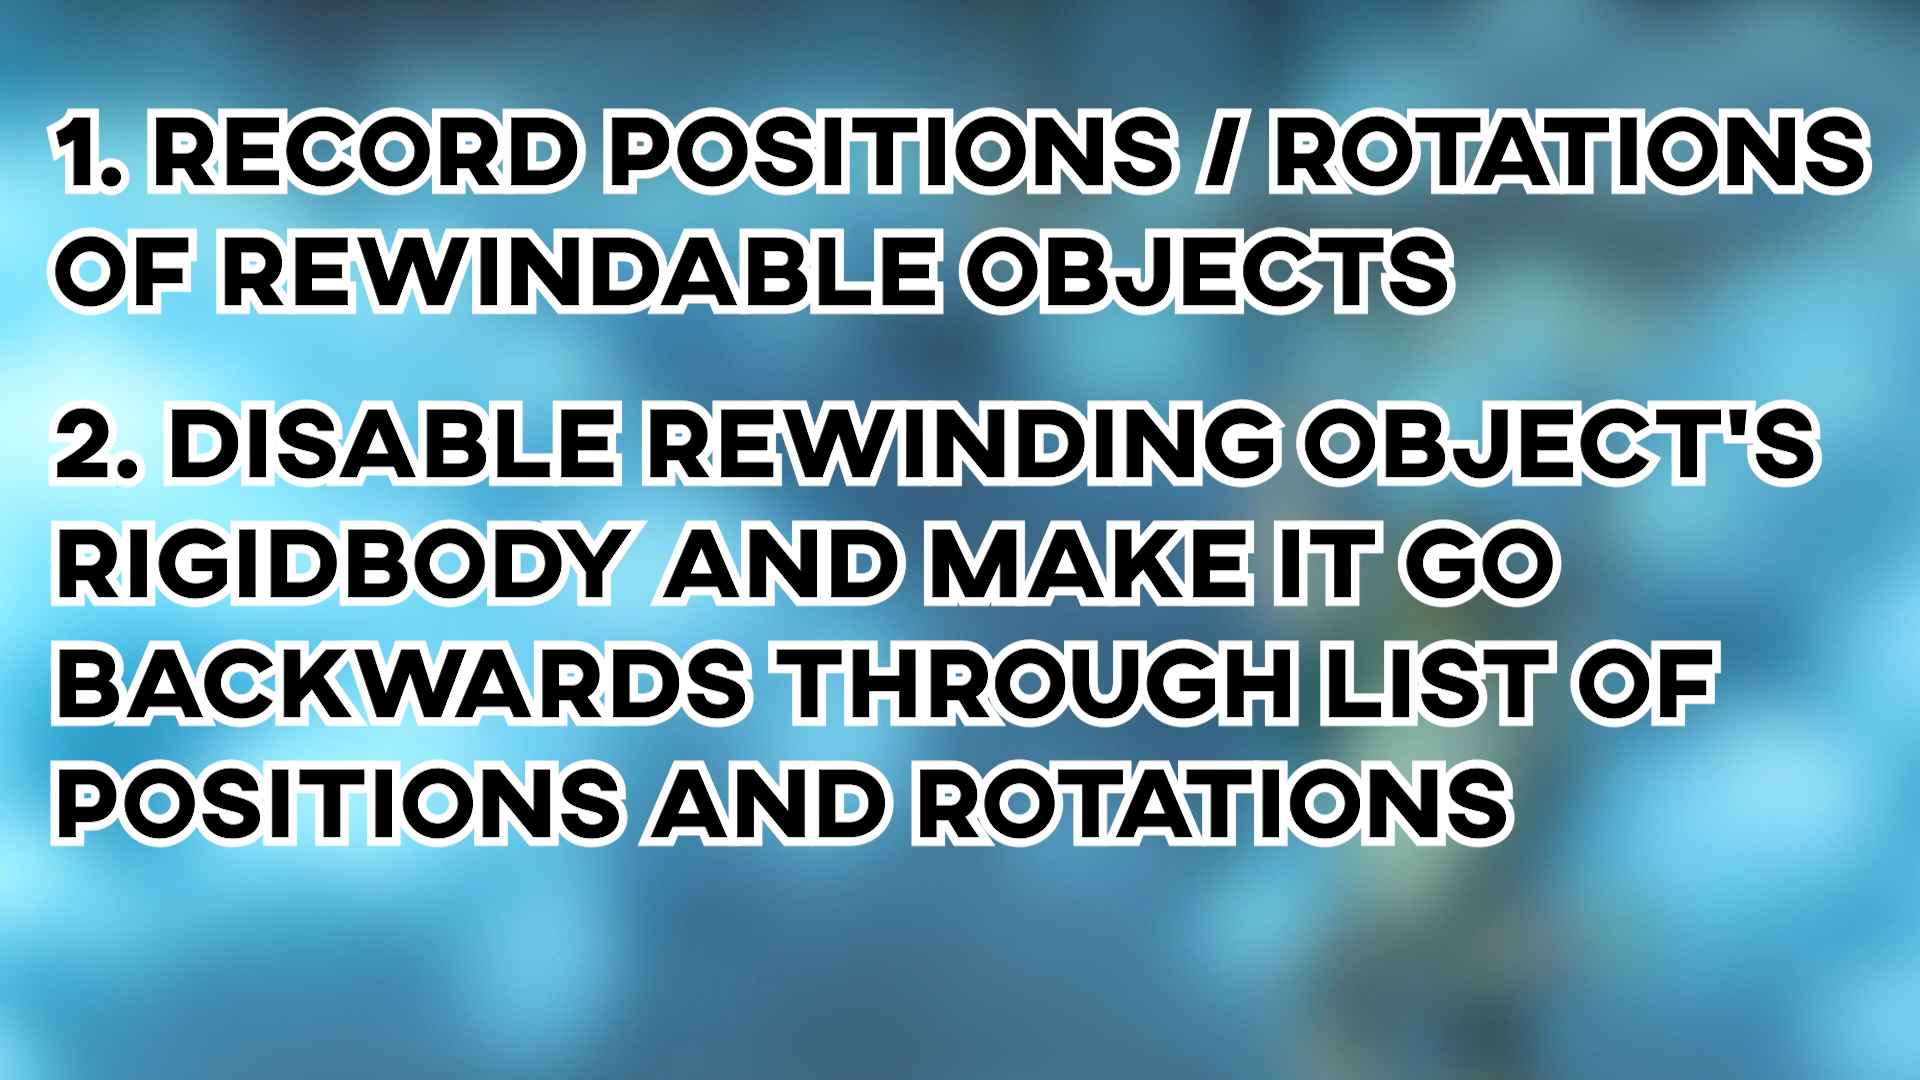 1. RECORD POSITIONS / ROTATIONS
OF REWINDABLE OBJECTS
2. DISABLE REWINDING OBJECT'S
RIGIDBODY AND MAKE IT GO
BACKWARDS THROUGH LIST OF
POSITIONS AND ROTATIONS